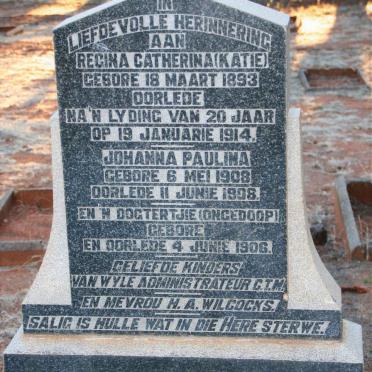 IN
LIEFDEVOLLE HERINNERING
AAN
REGINA CATHERINA (KATIE)
GEBORE 18 MAART 1893
OORLEDE
NA 'N LYDING VAN 20 JAAR
OP 19 JANUARIE 1914.
JOHANNA PAULINA
GEBORE 6 MEI 1908
OORLEDE 11 JUNIE 1908.
EN 'N DOGTERTJIE (ONGEDOOP)
GEBORE
EN OORLEDE 4 JUNIE 1906.
GELIEFDE KINDERS
VAN WYLE ADMINISTRATEUR C.T.M.
EN MEVROU H. A. WILCOCKS.
SALIG IS HULLE WAT IN DIE HERE STERWE.